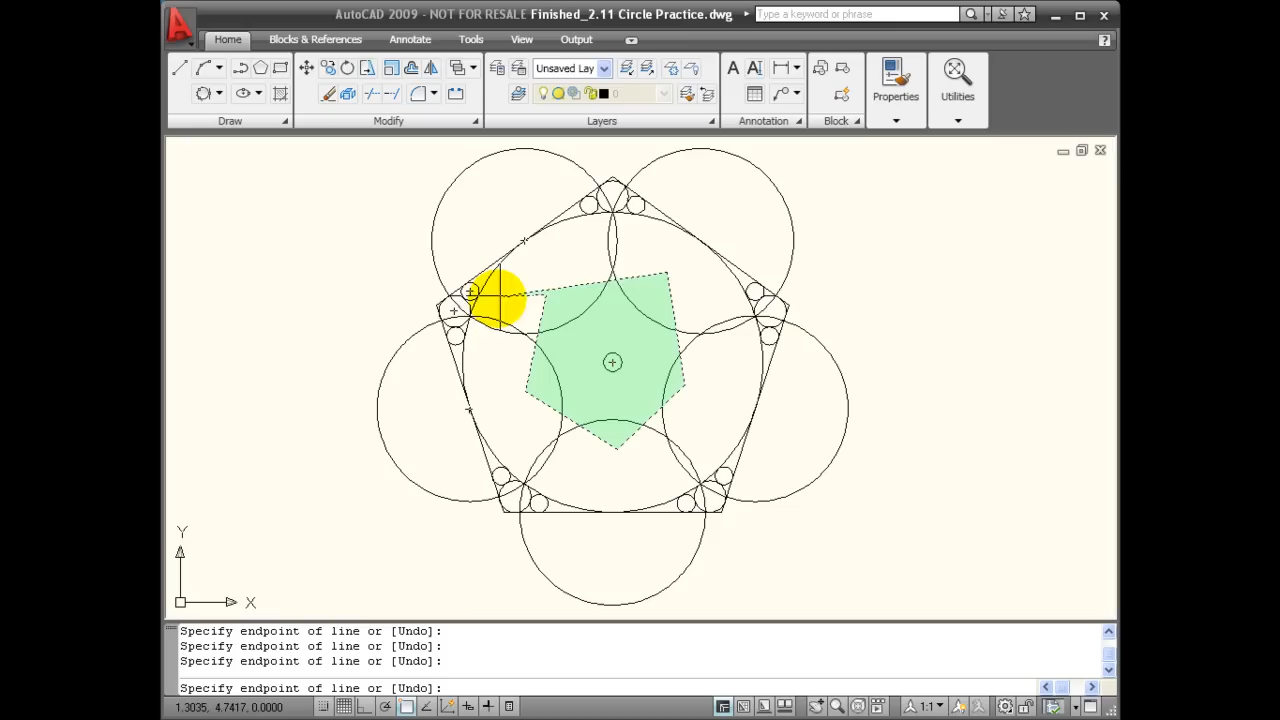 AutoCAD 2009 - NOT FOR RESALE Finished_2.11 Circle Practice.dwg
Type a keyword or phrase
Home
Blocks & References
Annotate
Tools
View
Output
Unsaved Lay
0
Properties
Utilities
Draw
Modify
Layers
Annotation
Block
Y
X
Specify endpoint of line or [Undo]:
Specify endpoint of line or [Undo]:
Specify endpoint of line or [Undo]:
Specify endpoint of line or [Undo]:
1.3035, 4.7417, 0.0000
1:1